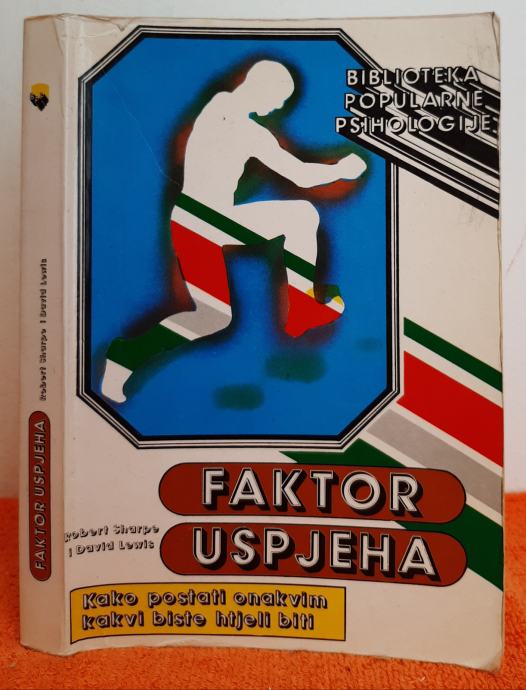 BIBLIOTEKA
POPULARNE
PSIHOLOGIJE
FAKTOR
USPJEHA
Robert Sharpe
i David Lewis
Kako postati onakvim
kakvi biste htjeli biti
FAKTOR USPJEHA
Robert Sharpe i David Lewis